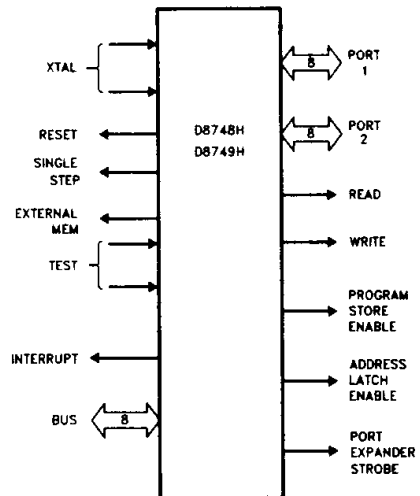 XTAL
RESET
SINGLE
STEP
EXTERNAL
MEM
TEST
INTERRUPT
BUS
8
D8748H
D8749H
8
PORT
1
8
PORT
2
READ
WRITE
PROGRAM
STORE
ENABLE
ADDRESS
LATCH
ENABLE
PORT
EXPANDER
STROBE